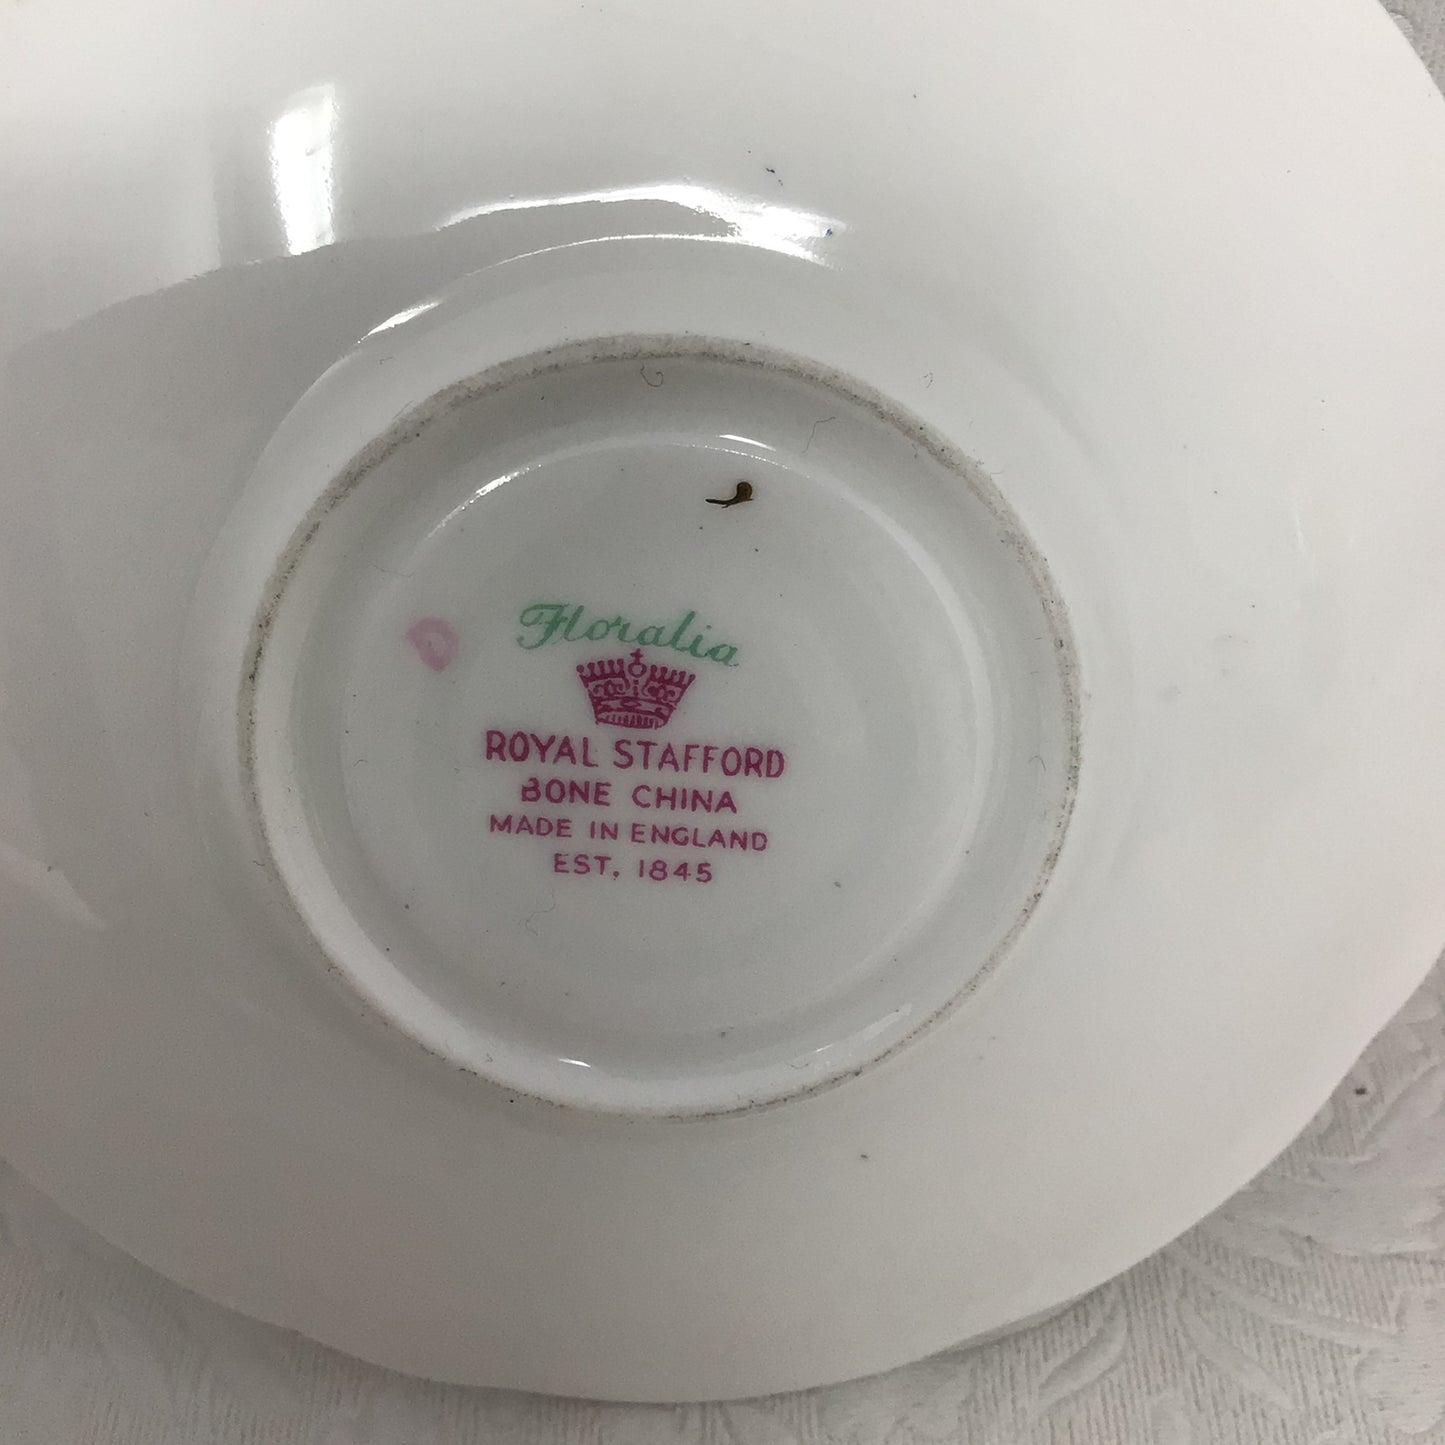 Floralia
ROYAL STAFFORD
BONE CHINA
MADE IN ENGLAND
EST. 1845